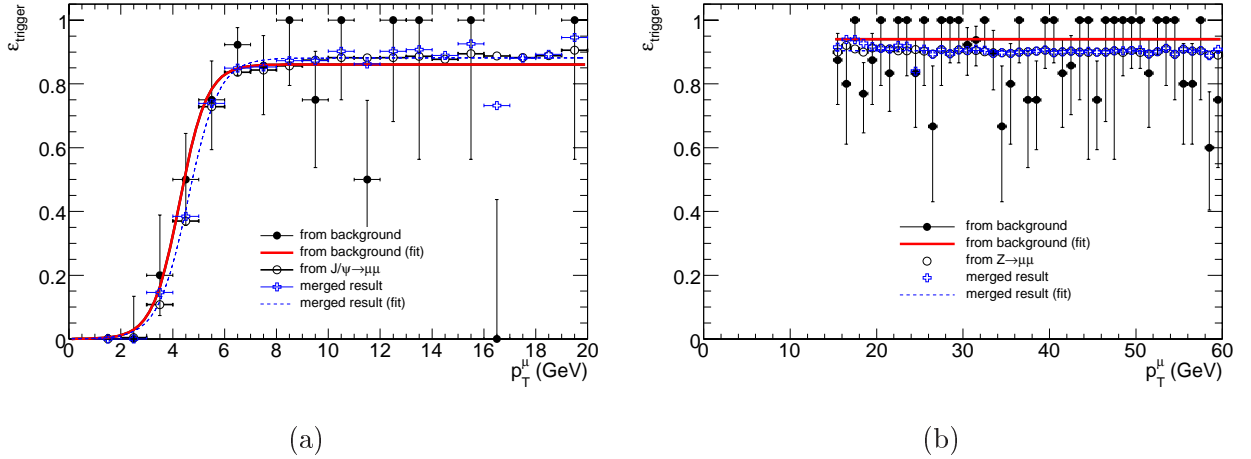 ε_trigger
1
0.8
0.6
0.4
0.2
0
0 2 4 6 8 10 12 14 16 18 20
p_T^μ (GeV)
from background
from background (fit)
from J/ψ→μμ
merged result
merged result (fit)
(a)
ε_trigger
1
0.8
0.6
0.4
0.2
0
0 10 20 30 40 50 60
p_T^μ (GeV)
from background
from background (fit)
from Z→μμ
merged result
merged result (fit)
(b)